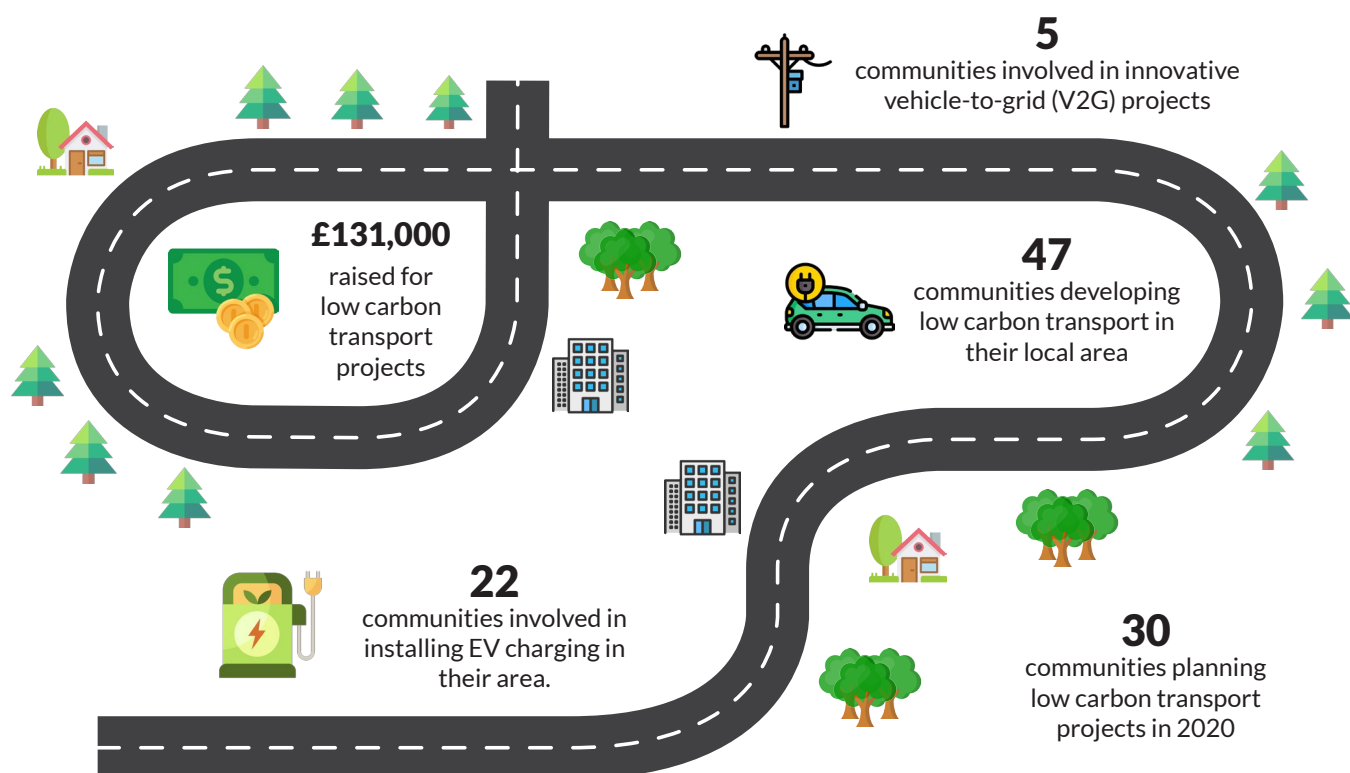 5
communities involved in innovative
vehicle-to-grid (V2G) projects
£131,000
raised for
low carbon
transport
projects
47
communities developing
low carbon transport in
their local area
22
communities involved in
installing EV charging in
their area.
30
communities planning
low carbon transport
projects in 2020